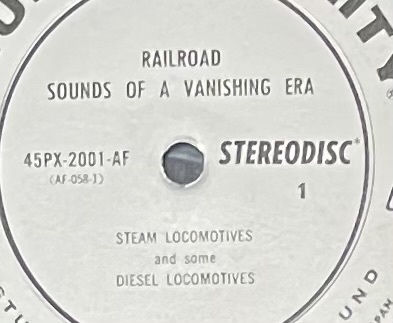 RAILROAD
SOUNDS OF A VANISHING ERA
45PX-2001-AF
STEREODISC®
(AF-058-1)
1
STEAM LOCOMOTIVES
and some
DIESEL LOCOMOTIVES